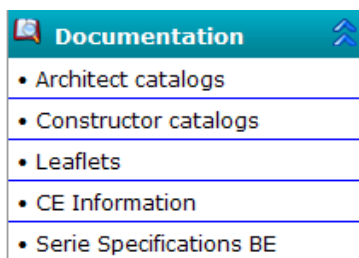 Documentation
• Architect catalogs
• Constructor catalogs
• Leaflets
• CE Information
• Serie Specifications BE